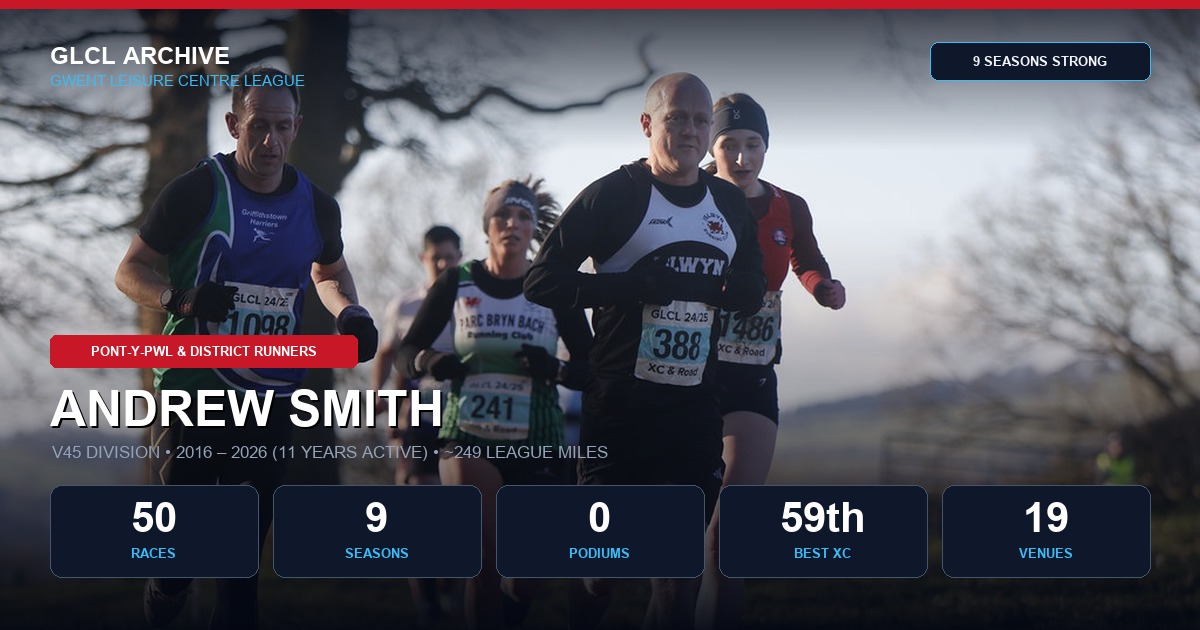 GLCL ARCHIVE
GWENT LEISURE CENTRE LEAGUE
9 SEASONS STRONG
Griffithstown
Harriers
GLCL 24/25
1098
PARC BRYN BACH
Running Club
GLCL 24/25
241
ELWYN
GLCL 24/25
388
XC & Road
1486
XC & Road
PONT-Y-PWL & DISTRICT RUNNERS
ANDREW SMITH
V45 DIVISION • 2016 – 2026 (11 YEARS ACTIVE) • ~249 LEAGUE MILES
50
RACES
9
SEASONS
0
PODIUMS
59th
BEST XC
19
VENUES